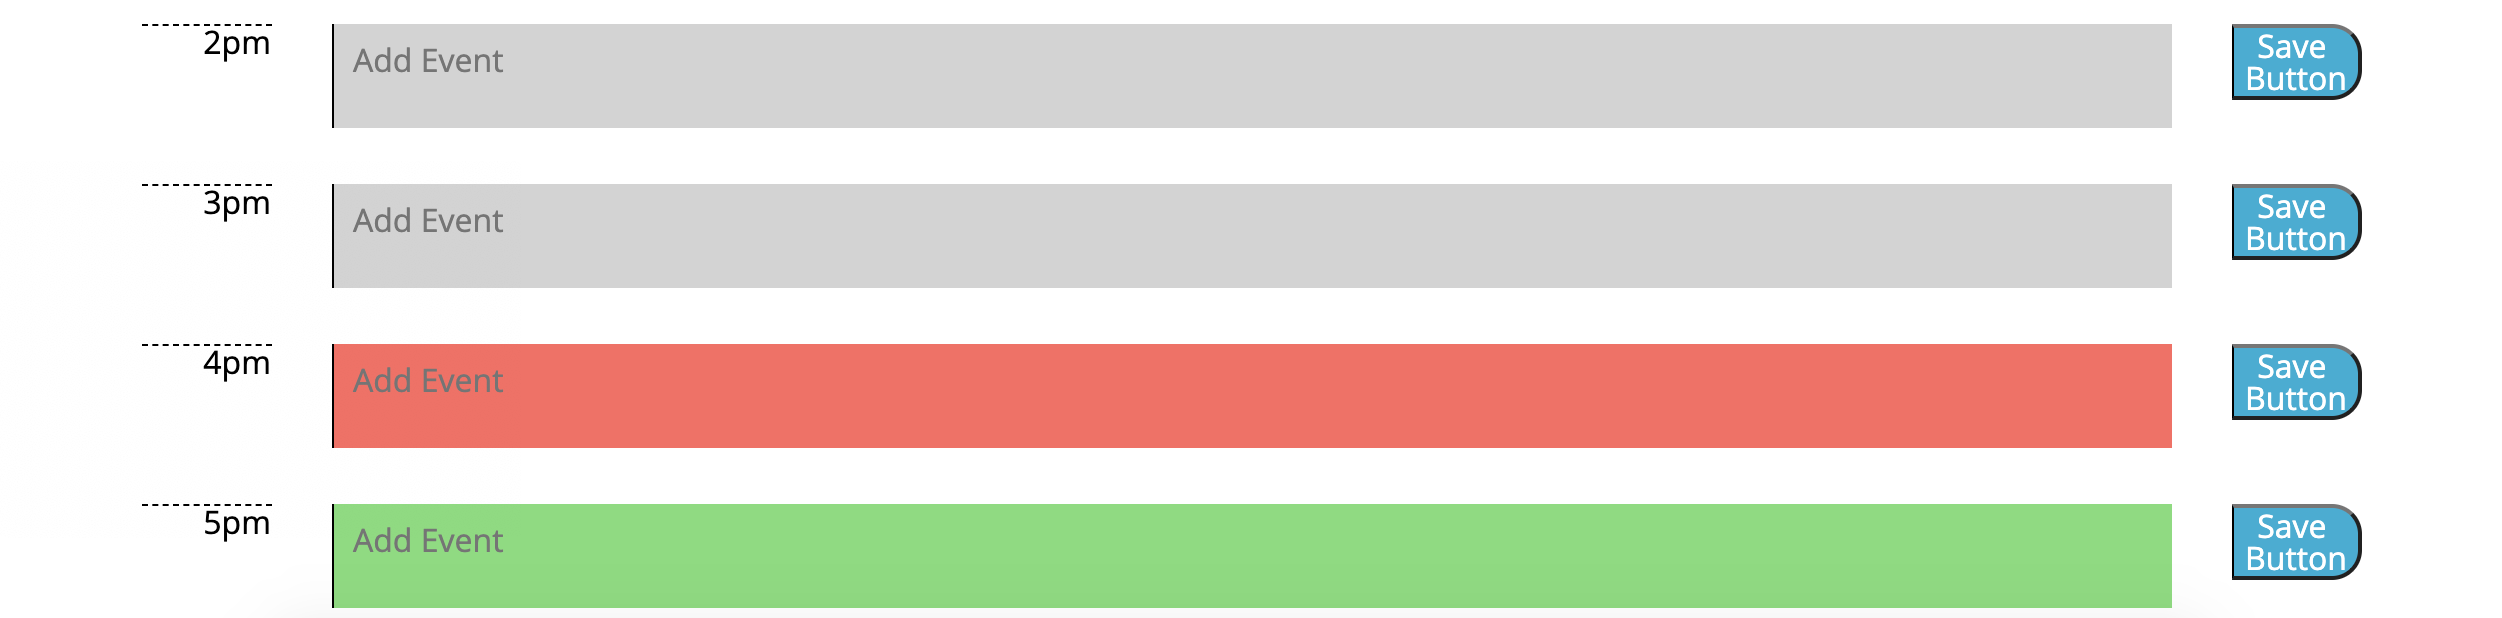 2pm
Add Event
Save
Button
3pm
Add Event
Save
Button
4pm
Add Event
Save
Button
5pm
Add Event
Save
Button